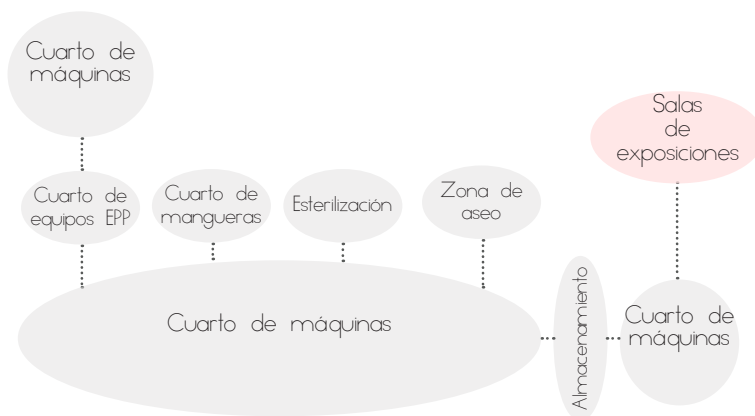 Cuarto de
máquinas
Salas
de
exposiciones
Cuarto de
equipos EPP
Cuarto de
mangueras
Esterilización
Zona de
aseo
Cuarto de máquinas
Almacenamiento
Cuarto de
máquinas